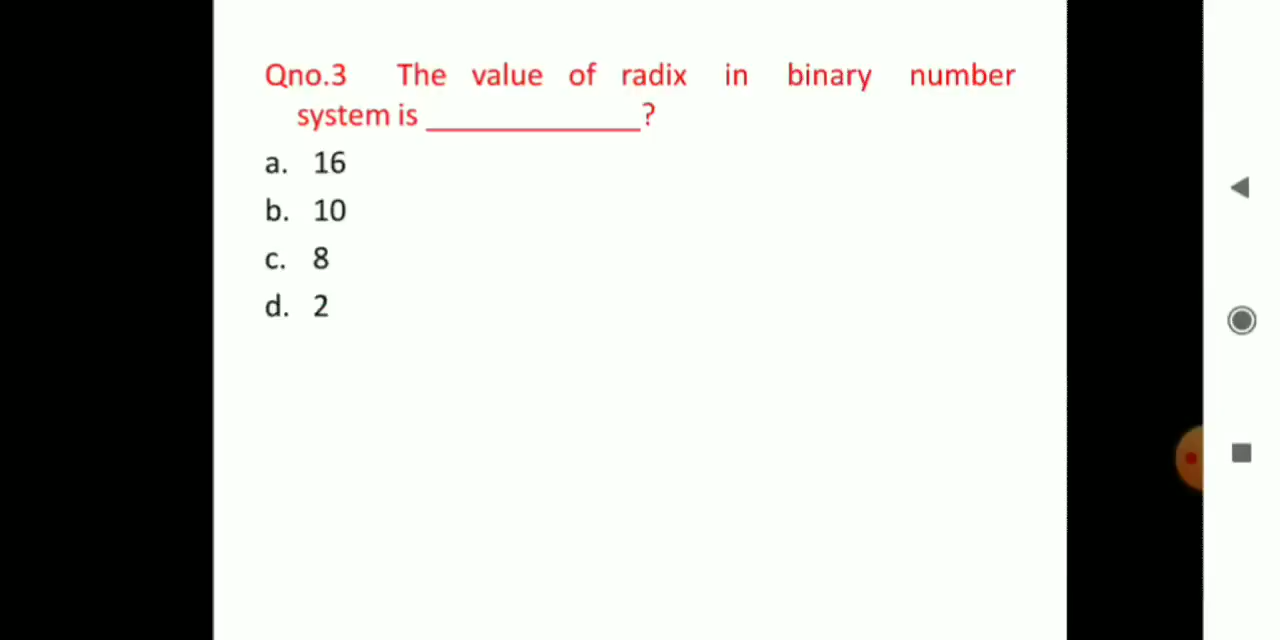 Qno.3 The value of radix in binary number
system is ______________?
a. 16
b. 10
c. 8
d. 2